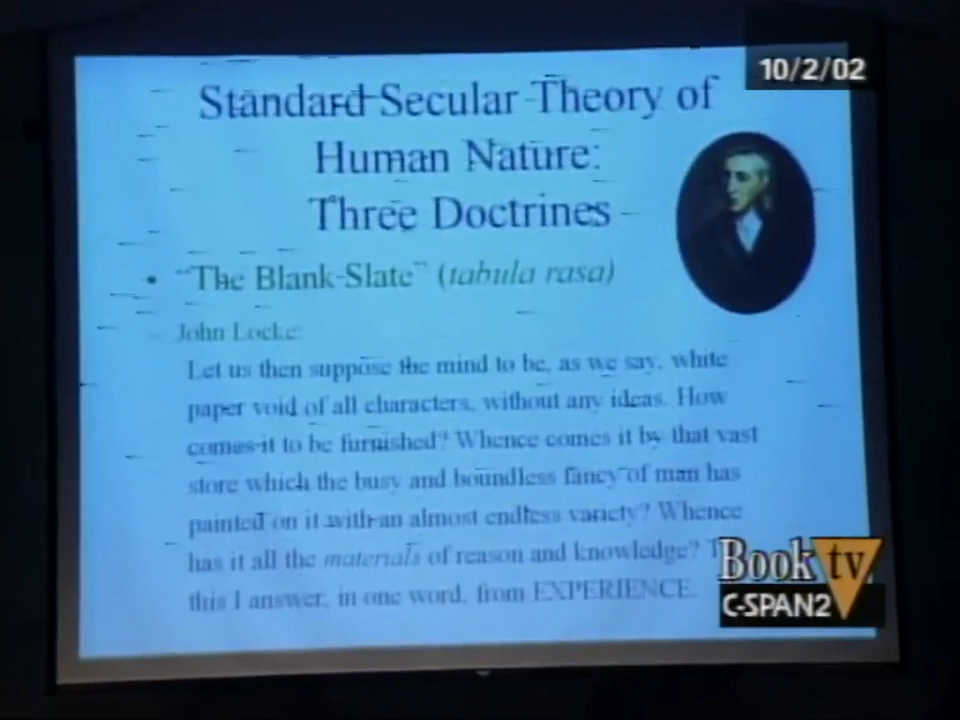 10/2/02
Standard Secular Theory of
Human Nature:
Three Doctrines
• "The Blank Slate" (tabula rasa)
John Locke:
Let us then suppose the mind to be, as we say, white
paper void of all characters, without any ideas. How
comes it to be furnished? Whence comes it by that vast
store which the busy and boundless fancy of man has
painted on it with an almost endless variety? Whence
has it all the materials of reason and knowledge?
this I answer, in one word, from EXPERIENCE.
Book tv
C-SPAN2